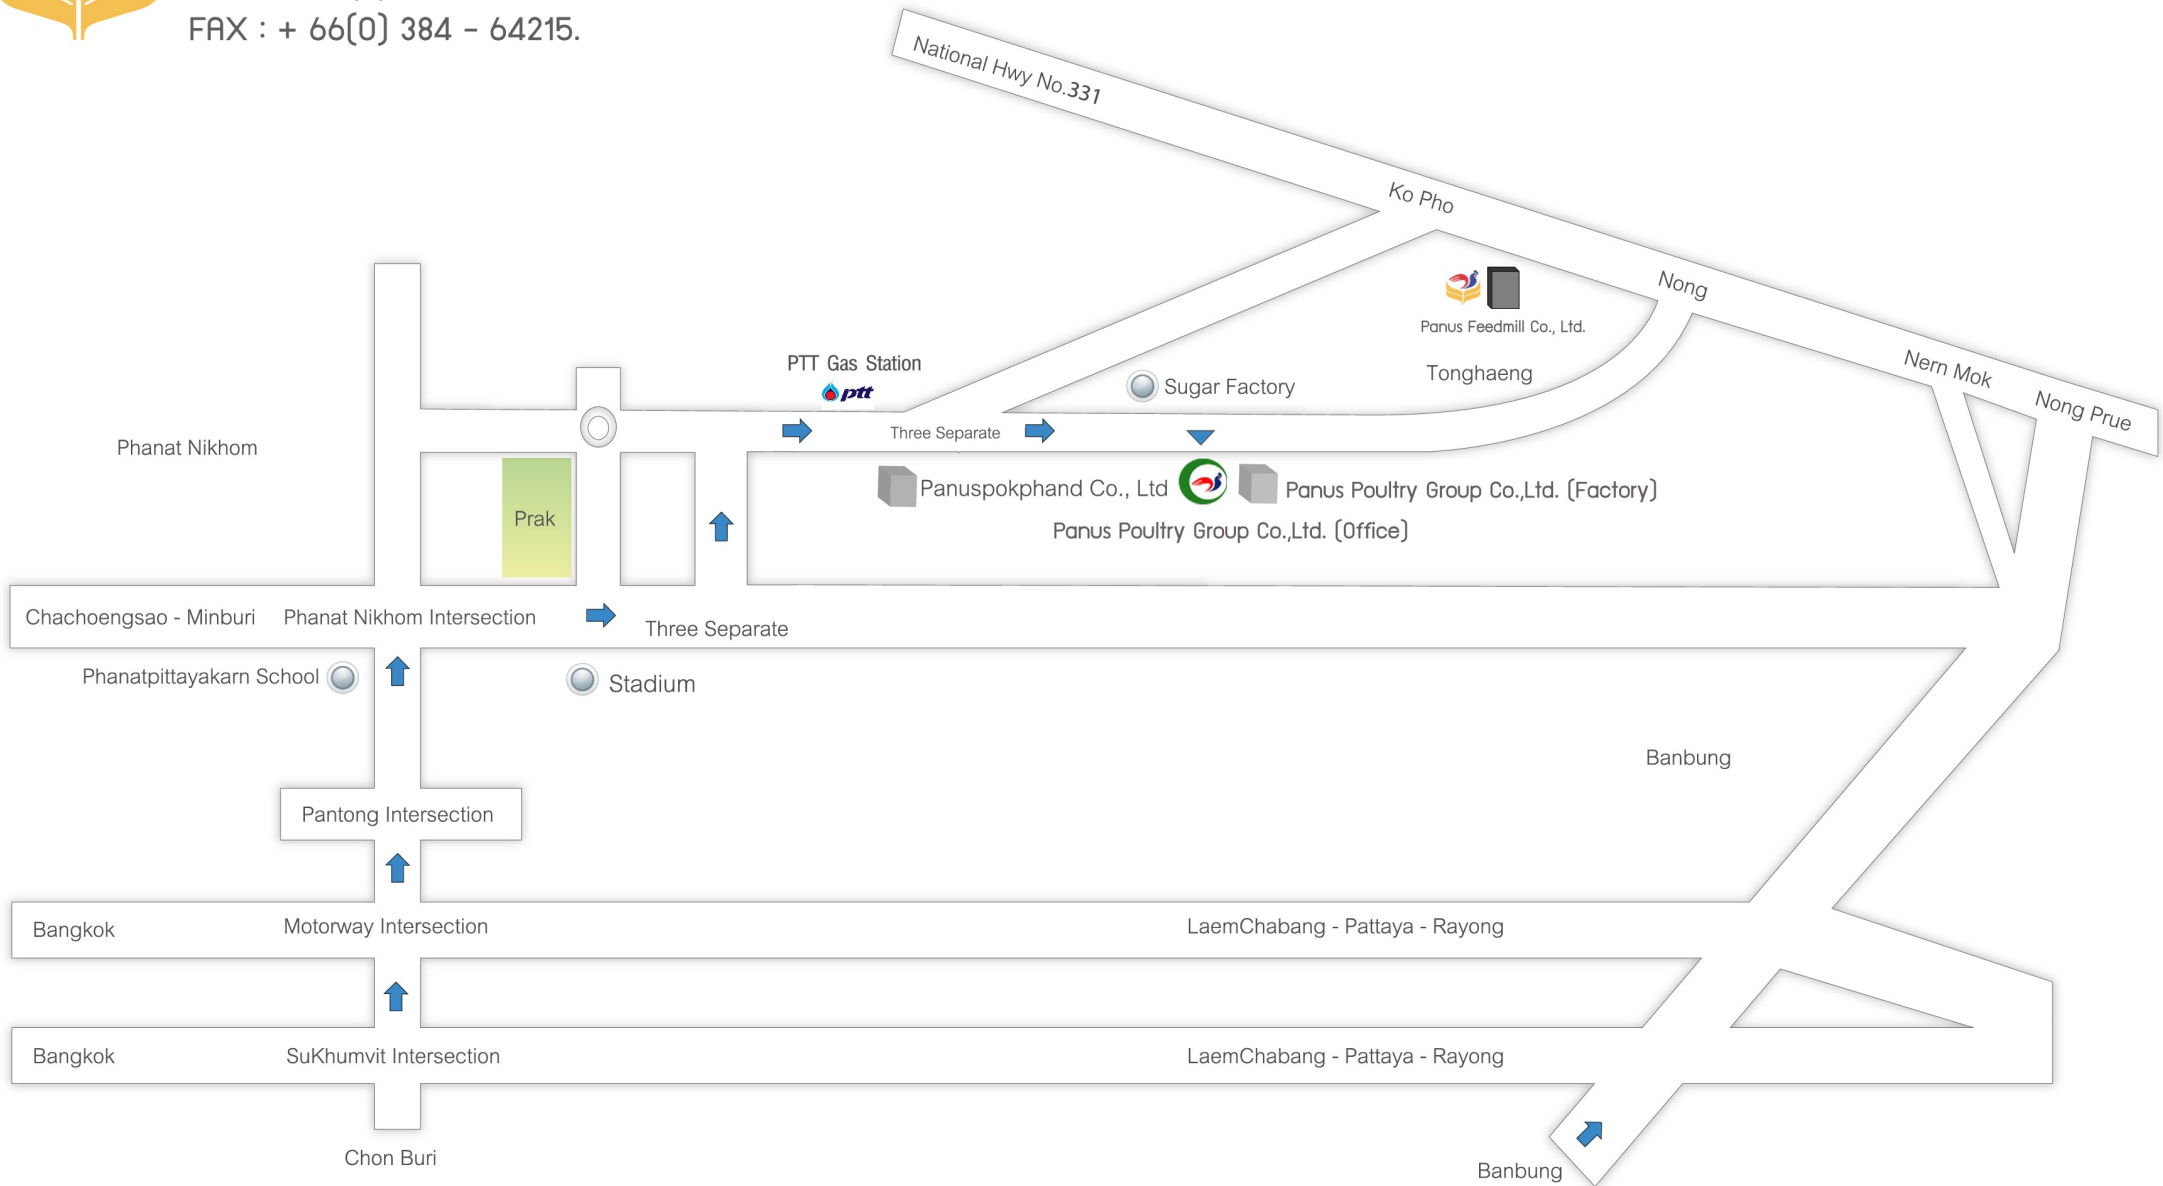 FAX : + 66(0) 384 - 64215.
National Hwy No.331
Ko Pho
Nong
Panus Feedmill Co., Ltd.
PTT Gas Station
ptt
Sugar Factory
Tonghaeng
Nern Mok
Nong Prue
Three Separate
Phanat Nikhom
Panuspokphand Co., Ltd
Panus Poultry Group Co.,Ltd. (Factory)
Prak
Panus Poultry Group Co.,Ltd. (Office)
Chachoengsao - Minburi
Phanat Nikhom Intersection
Three Separate
Phanatpittayakarn School
Stadium
Banbung
Pantong Intersection
Bangkok
Motorway Intersection
LaemChabang - Pattaya - Rayong
Bangkok
SuKhumvit Intersection
LaemChabang - Pattaya - Rayong
Chon Buri
Banbung